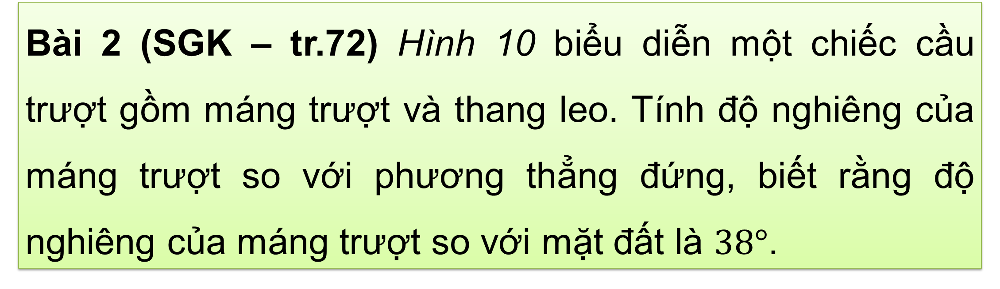 Bài 2 (SGK – tr.72) Hình 10 biểu diễn một chiếc cầu
trượt gồm máng trượt và thang leo. Tính độ nghiêng của
máng trượt so với phương thẳng đứng, biết rằng độ
nghiêng của máng trượt so với mặt đất là 38°.